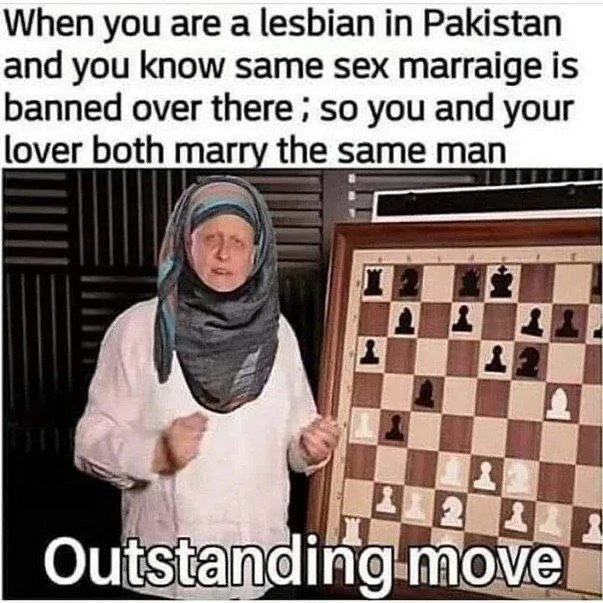 When you are a lesbian in Pakistan
and you know same sex marraige is
banned over there ; so you and your
lover both marry the same man
Outstanding move